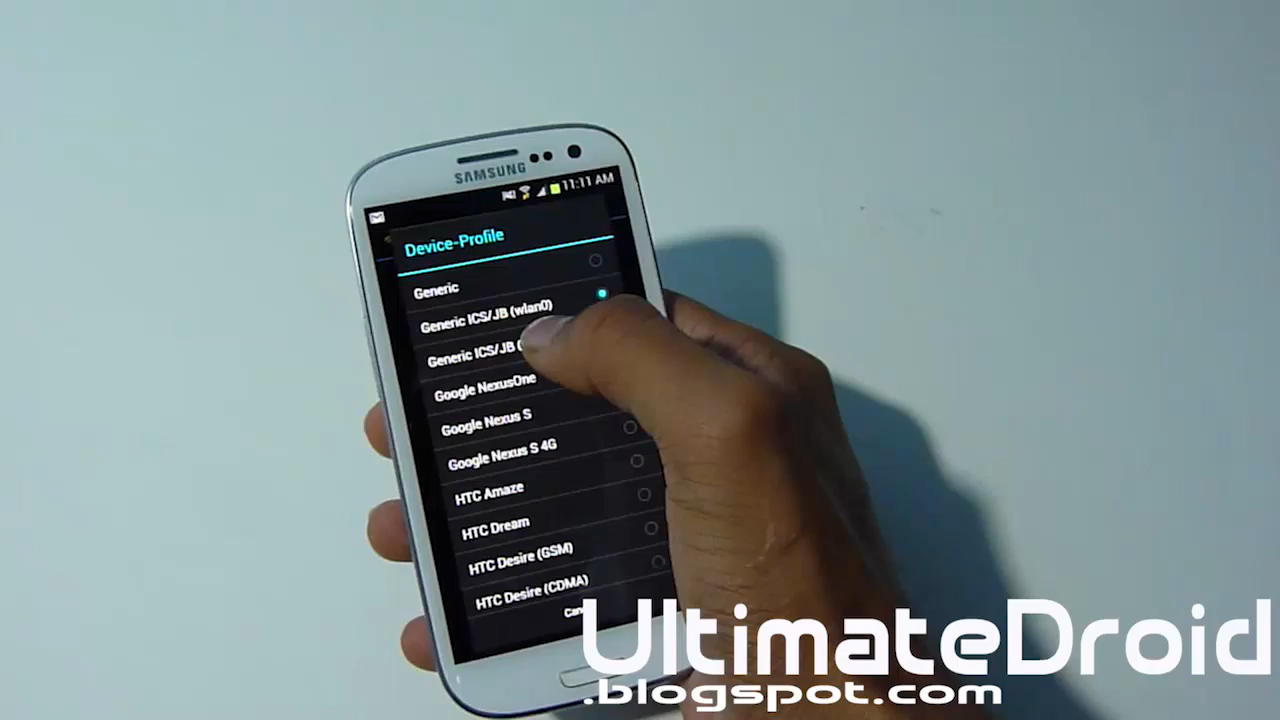 SAMSUNG
11:11 AM
Device-Profile
Generic
Generic ICS/JB (wlan0)
Generic ICS/JB (
Google NexusOne
Google Nexus S
Google Nexus S 4G
HTC Amaze
HTC Dream
HTC Desire (GSM)
HTC Desire (CDMA)
UltimateDroid
.blogspot.com